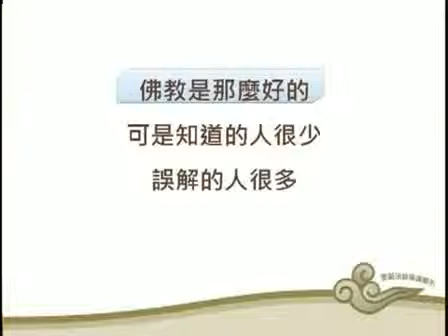 佛教是那麼好的
可是知道的人很少
誤解的人很多